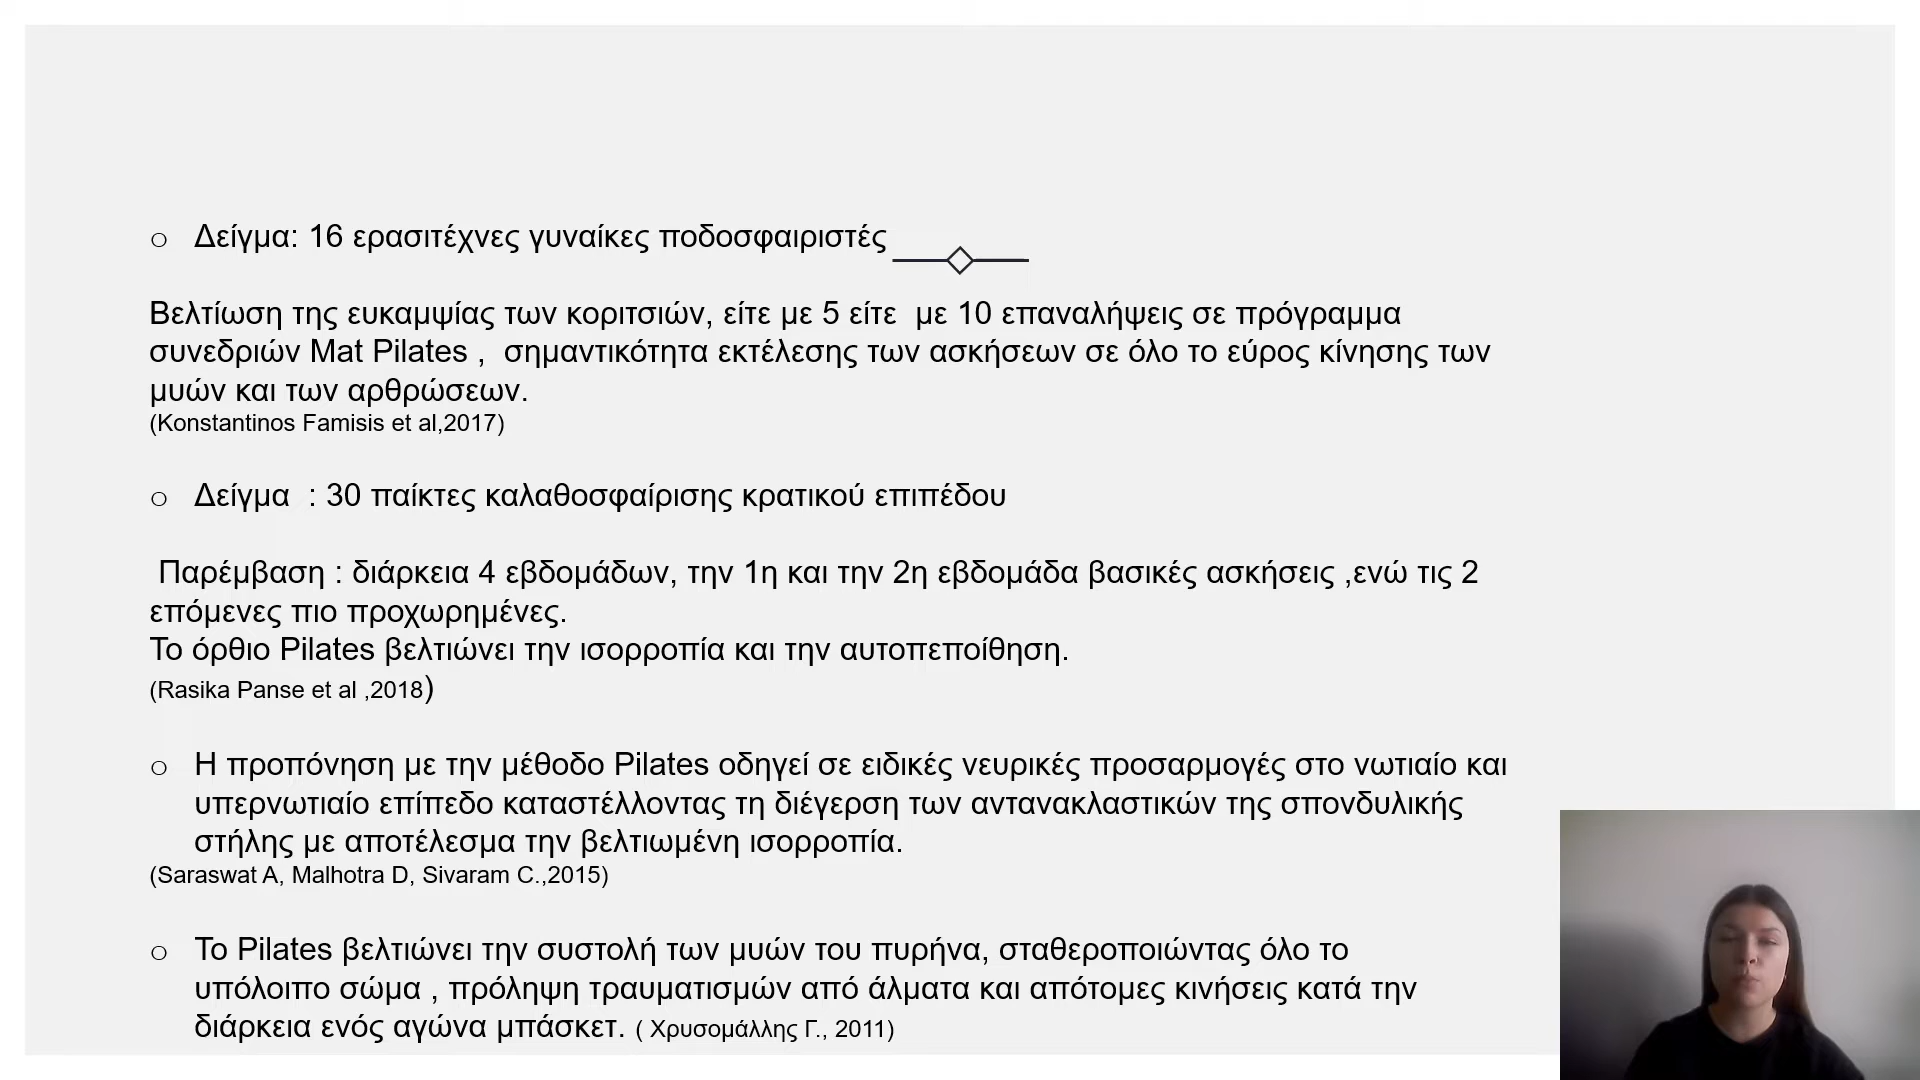 o Δείγμα: 16 ερασιτέχνες γυναίκες ποδοσφαιριστές
Βελτίωση της ευκαμψίας των κοριτσιών, είτε με 5 είτε  με 10 επαναλήψεις σε πρόγραμμα
συνεδριών Mat Pilates ,  σημαντικότητα εκτέλεσης των ασκήσεων σε όλο το εύρος κίνησης των
μυών και των αρθρώσεων.
(Konstantinos Famisis et al,2017)
o Δείγμα  : 30 παίκτες καλαθοσφαίρισης κρατικού επιπέδου
Παρέμβαση : διάρκεια 4 εβδομάδων, την 1η και την 2η εβδομάδα βασικές ασκήσεις ,ενώ τις 2
επόμενες πιο προχωρημένες.
Το όρθιο Pilates βελτιώνει την ισορροπία και την αυτοπεποίθηση.
(Rasika Panse et al ,2018)
o Η προπόνηση με την μέθοδο Pilates οδηγεί σε ειδικές νευρικές προσαρμογές στο νωτιαίο και
υπερνωτιαίο επίπεδο καταστέλλοντας τη διέγερση των αντανακλαστικών της σπονδυλικής
στήλης με αποτέλεσμα την βελτιωμένη ισορροπία.
(Saraswat A, Malhotra D, Sivaram C.,2015)
o Το Pilates βελτιώνει την συστολή των μυών του πυρήνα, σταθεροποιώντας όλο το
υπόλοιπο σώμα , πρόληψη τραυματισμών από άλματα και απότομες κινήσεις κατά την
διάρκεια ενός αγώνα μπάσκετ. ( Χρυσομάλλης Γ., 2011)